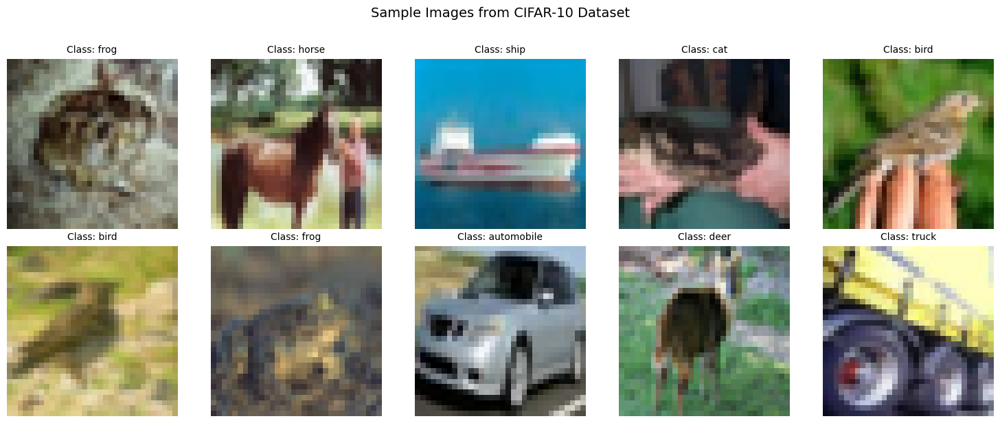 Sample Images from CIFAR-10 Dataset
Class: frog
Class: horse
Class: ship
Class: cat
Class: bird
Class: bird
Class: frog
Class: automobile
Class: deer
Class: truck